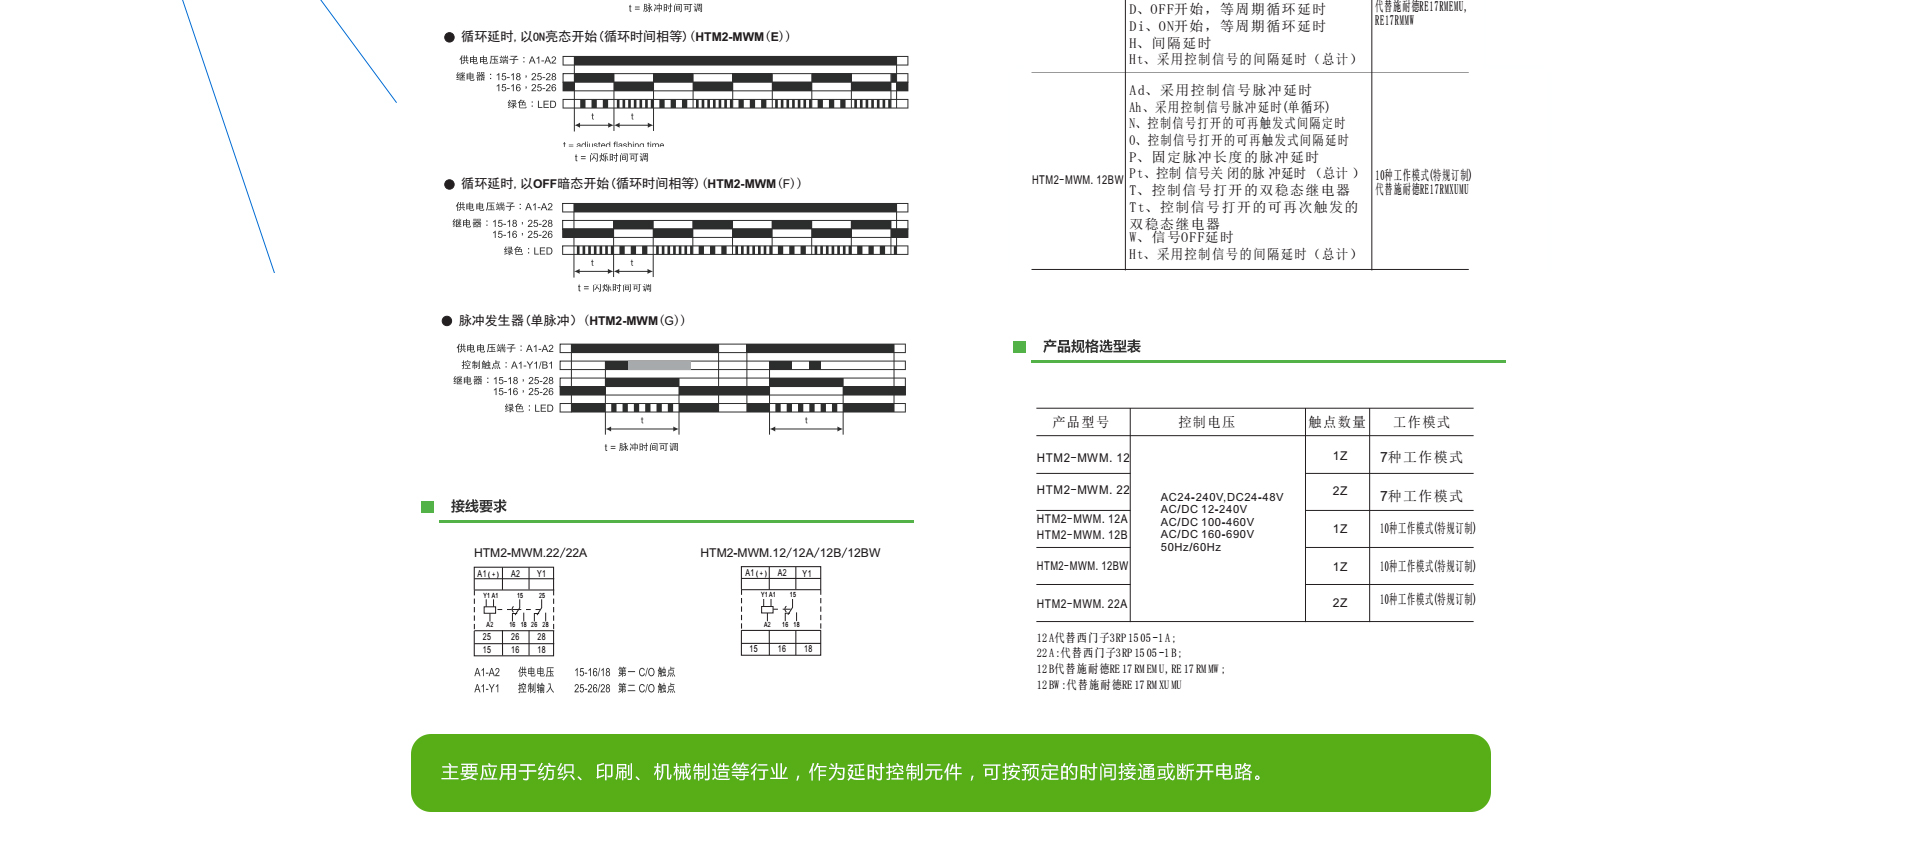 t = 脉冲时间可调
● 循环延时, 以ON亮态开始 (循环时间相等) (HTM2-MWM (E) )
供电电压端子：A1-A2
继电器：15-18，25-28
15-16，25-26
绿色：LED
t t
t = adjusted flashing time
t = 闪烁时间可调
● 循环延时, 以OFF暗态开始 (循环时间相等) (HTM2-MWM (F) )
供电电压端子：A1-A2
继电器：15-18，25-28
15-16，25-26
绿色：LED
t t
t = 闪烁时间可调
● 脉冲发生器 (单脉冲) (HTM2-MWM (G) )
供电电压端子：A1-A2
控制触点：A1-Y1/B1
继电器：15-18，25-28
15-16，25-26
绿色：LED
t t
t = 脉冲时间可调
接线要求
HTM2-MWM.22/22A
A1(+) A2 Y1
Y1 A1 15 25
A2 16 18 26 28
25 26 28
15 16 18
HTM2-MWM.12/12A/12B/12BW
A1(+) A2 Y1
Y1 A1 15
A2 16 18
15 16 18
A1-A2 供电电压 15-16/18 第一 C/O 触点
A1-Y1 控制输入 25-26/28 第二 C/O 触点
D、OFF开始，等周期循环延时
Di、ON开始，等周期循环延时
H、间隔延时
Ht、采用控制信号的间隔延时（总计）
代替施耐德RE17RMEMU,
RE17RMMW
HTM2-MWM. 12BW
Ad、采用控制信号脉冲延时
Ah、采用控制信号脉冲延时(单循环)
N、控制信号打开的可再触发式间隔定时
O、控制信号打开的可再触发式间隔延时
P、固定脉冲长度的脉冲延时
Pt、控制信号关闭的脉冲延时（总计）
T、控制信号打开的双稳态继电器
Tt、控制信号打开的可再次触发的
双稳态继电器
W、信号OFF延时
Ht、采用控制信号的间隔延时（总计）
10种工作模式(特规订制)
代替施耐德RE17RMXUMU
产品规格选型表
产品型号 控制电压 触点数量 工作模式
HTM2-MWM. 12 1Z 7种工作模式
HTM2-MWM. 22 2Z 7种工作模式
HTM2-MWM. 12A
HTM2-MWM. 12B 1Z 10种工作模式(特规订制)
HTM2-MWM. 12BW 1Z 10种工作模式(特规订制)
HTM2-MWM. 22A 2Z 10种工作模式(特规订制)
AC24-240V,DC24-48V
AC/DC 12-240V
AC/DC 100-460V
AC/DC 160-690V
50Hz/60Hz
12A代替西门子3RP1505-1A;
22A:代替西门子3RP1505-1B;
12B代替施耐德RE17RMEMU, RE17RMMW;
12BW:代替施耐德RE17RMXUMU
主要应用于纺织、印刷、机械制造等行业，作为延时控制元件，可按预定的时间接通或断开电路。